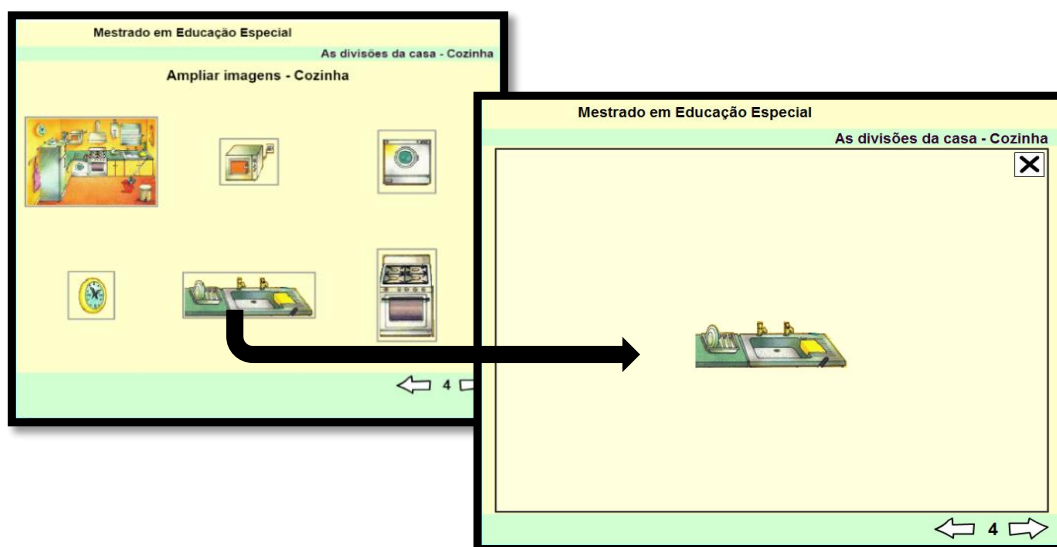 Mestrado em Educação Especial
As divisões da casa - Cozinha
Ampliar imagens - Cozinha
4
Mestrado em Educação Especial
As divisões da casa - Cozinha
4